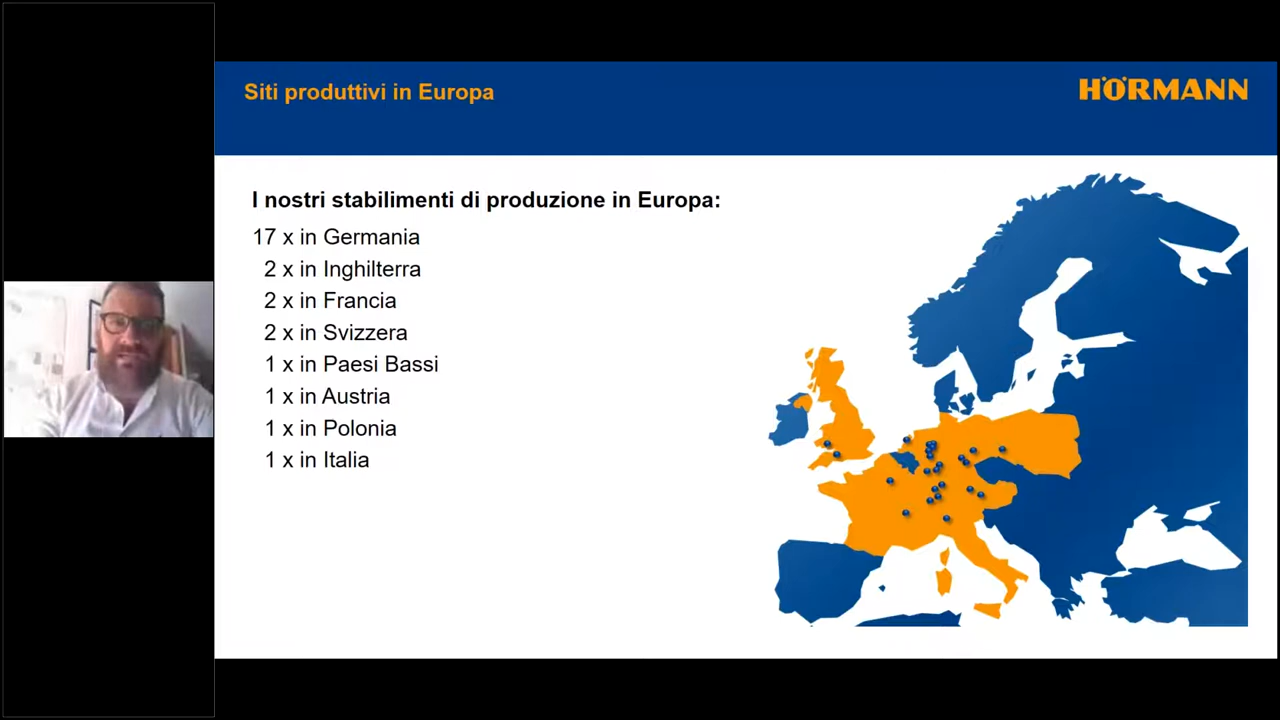 Siti produttivi in Europa
HÖRMANN
I nostri stabilimenti di produzione in Europa:
17 x in Germania
2 x in Inghilterra
2 x in Francia
2 x in Svizzera
1 x in Paesi Bassi
1 x in Austria
1 x in Polonia
1 x in Italia